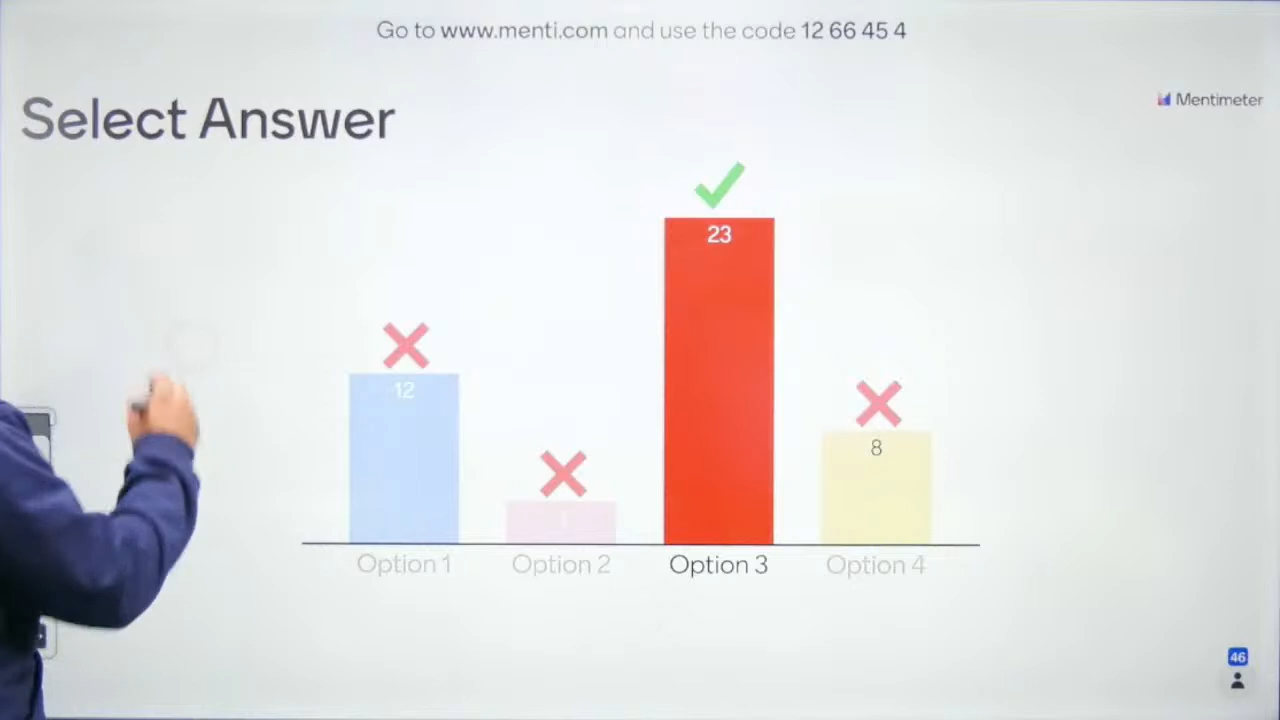 Go to www.menti.com and use the code 12 66 45 4
Select Answer
Mentimeter
23
12
8
Option 1
Option 2
Option 3
Option 4
46